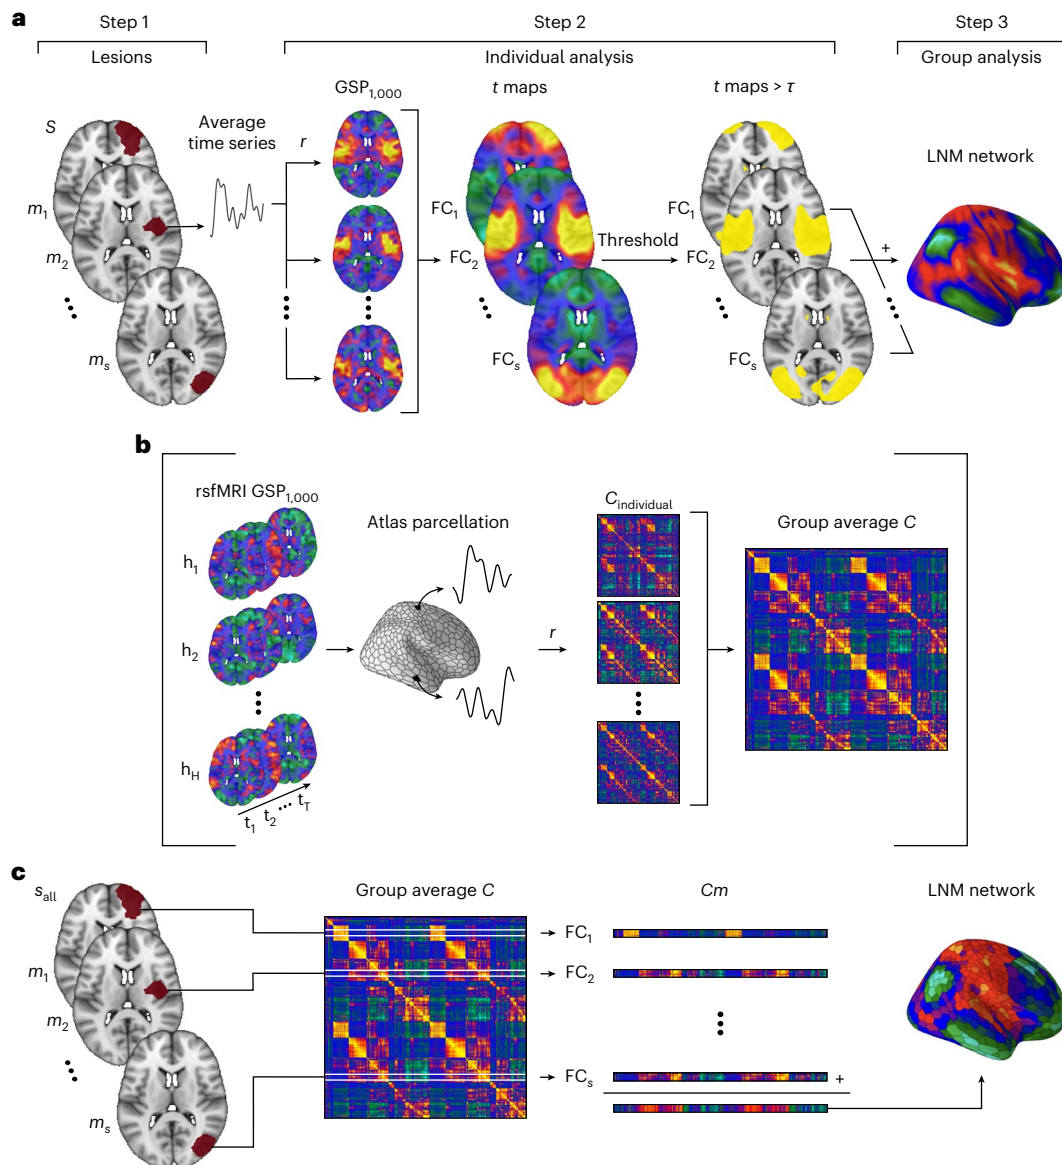 a
Step 1
Step 2
Step 3
Lesions
Individual analysis
Group analysis
GSP1,000
t maps
t maps > τ
S
Average
time series
r
LNM network
m1
FC1
FC1
m2
FC2
Threshold
FC2
+
ms
FCs
FCs
b
rsfMRI GSP1,000
Atlas parcellation
Cindividual
Group average C
h1
h2
r
hH
t1
t2
tT
c
sall
Group average C
Cm
LNM network
FC1
m1
FC2
m2
FCs
+
ms